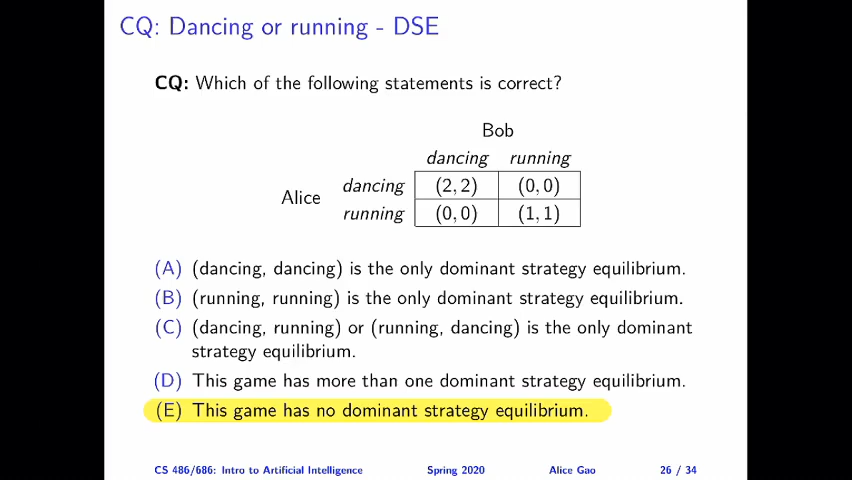 CQ: Dancing or running - DSE
CQ: Which of the following statements is correct?
Bob
dancing running
Alice
dancing (2, 2) (0, 0)
running (0, 0) (1, 1)
(A) (dancing, dancing) is the only dominant strategy equilibrium.
(B) (running, running) is the only dominant strategy equilibrium.
(C) (dancing, running) or (running, dancing) is the only dominant
strategy equilibrium.
(D) This game has more than one dominant strategy equilibrium.
(E) This game has no dominant strategy equilibrium.
CS 486/686: Intro to Artificial Intelligence Spring 2020 Alice Gao 26 / 34